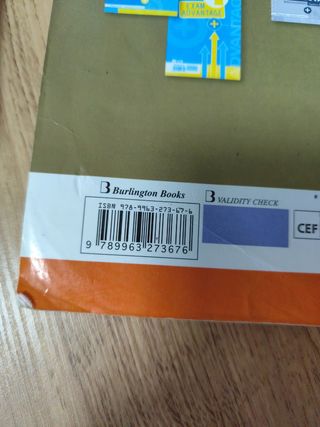 EXAM
ADVANTAGE
Burlington Books
VALIDITY CHECK
ISBN 978-9963-273-67-6
9 789963 273676
CEF